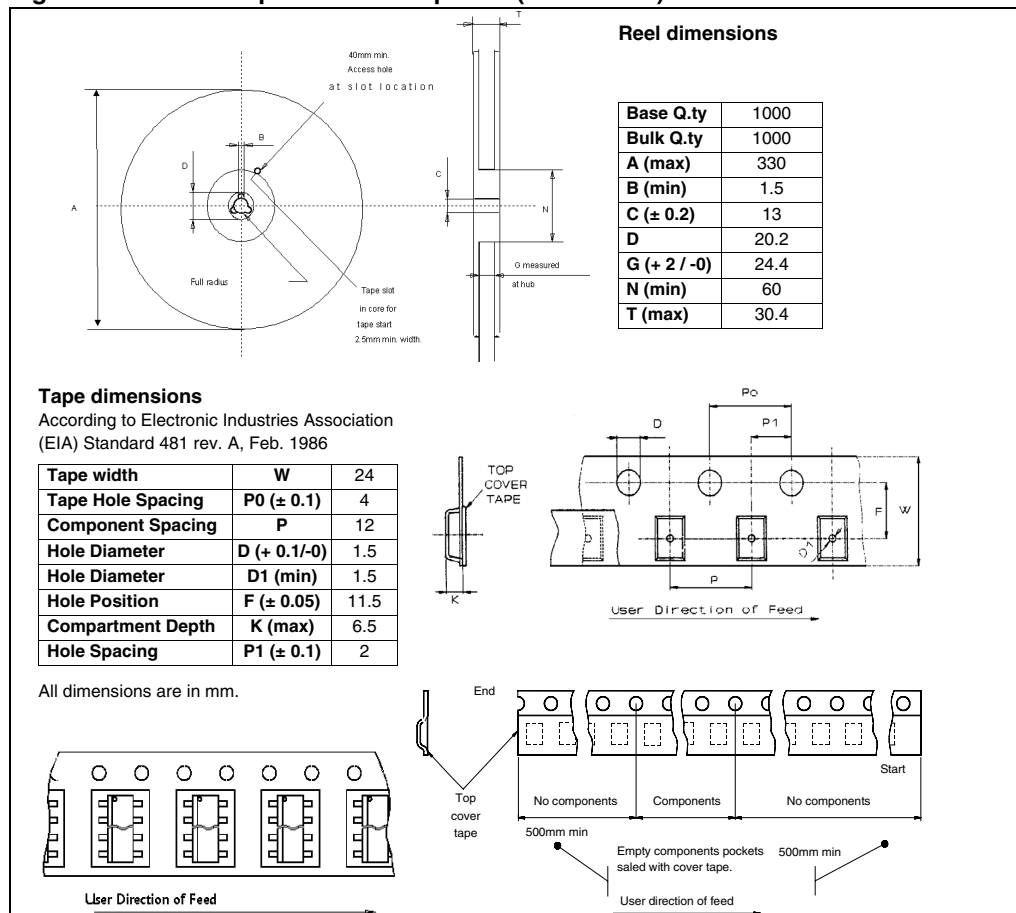 T
40mm min.
Access hole
at slot location
B
D
A
C
N
G measured
at hub
Full radius
Tape slot
in core for
tape start
2.5mm min. width.
Reel dimensions
Base Q.ty 1000
Bulk Q.ty 1000
A (max) 330
B (min) 1.5
C (± 0.2) 13
D 20.2
G (+ 2 / -0) 24.4
N (min) 60
T (max) 30.4
Tape dimensions
According to Electronic Industries Association
(EIA) Standard 481 rev. A, Feb. 1986
Tape width W 24
Tape Hole Spacing P0 (± 0.1) 4
Component Spacing P 12
Hole Diameter D (+ 0.1/-0) 1.5
Hole Diameter D1 (min) 1.5
Hole Position F (± 0.05) 11.5
Compartment Depth K (max) 6.5
Hole Spacing P1 (± 0.1) 2
All dimensions are in mm.
Po
D
P1
TOP
COVER
TAPE
F
W
P
K
User Direction of Feed
End
Start
Top
cover
tape
No components
Components
No components
500mm min
Empty components pockets
saled with cover tape.
500mm min
User direction of feed
User Direction of Feed